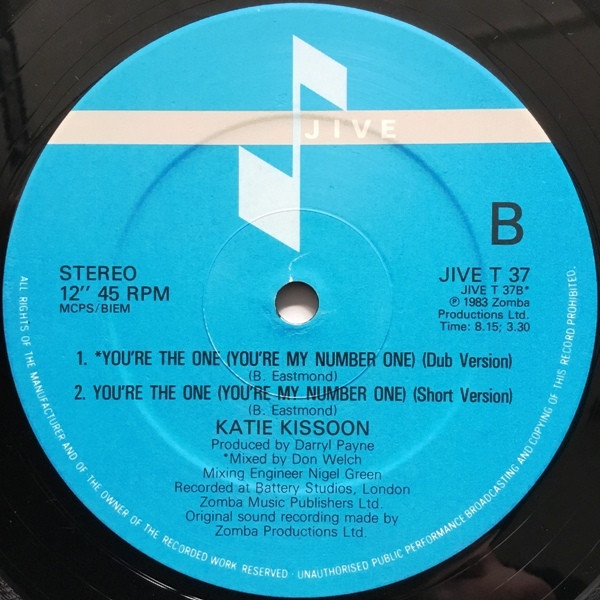 JIVE
B
STEREO
12" 45 RPM
MCPS/BIEM
JIVE T 37
JIVE T 37B*
℗ 1983 Zomba
Productions Ltd.
Time: 8.15; 3.30
1. *YOU'RE THE ONE (YOU'RE MY NUMBER ONE) (Dub Version)
(B. Eastmond)
2. YOU'RE THE ONE (YOU'RE MY NUMBER ONE) (Short Version)
(B. Eastmond)
KATIE KISSOON
Produced by Darryl Payne
*Mixed by Don Welch
Mixing Engineer Nigel Green
Recorded at Battery Studios, London
Zomba Music Publishers Ltd.
Original sound recording made by
Zomba Productions Ltd.
ALL RIGHTS OF THE MANUFACTURER AND OF THE OWNER OF THE RECORDED WORK RESERVED · UNAUTHORISED PUBLIC PERFORMANCE BROADCASTING AND COPYING OF THIS RECORD PROHIBITED.